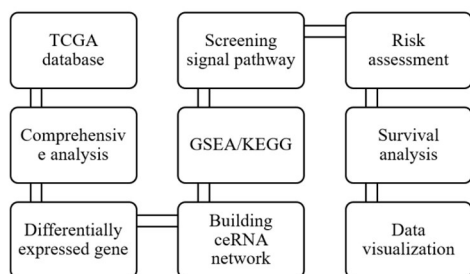 TCGA
database
Comprehensiv
e analysis
Differentially
expressed gene
Building
ceRNA
network
GSEA/KEGG
Screening
signal pathway
Risk
assessment
Survival
analysis
Data
visualization